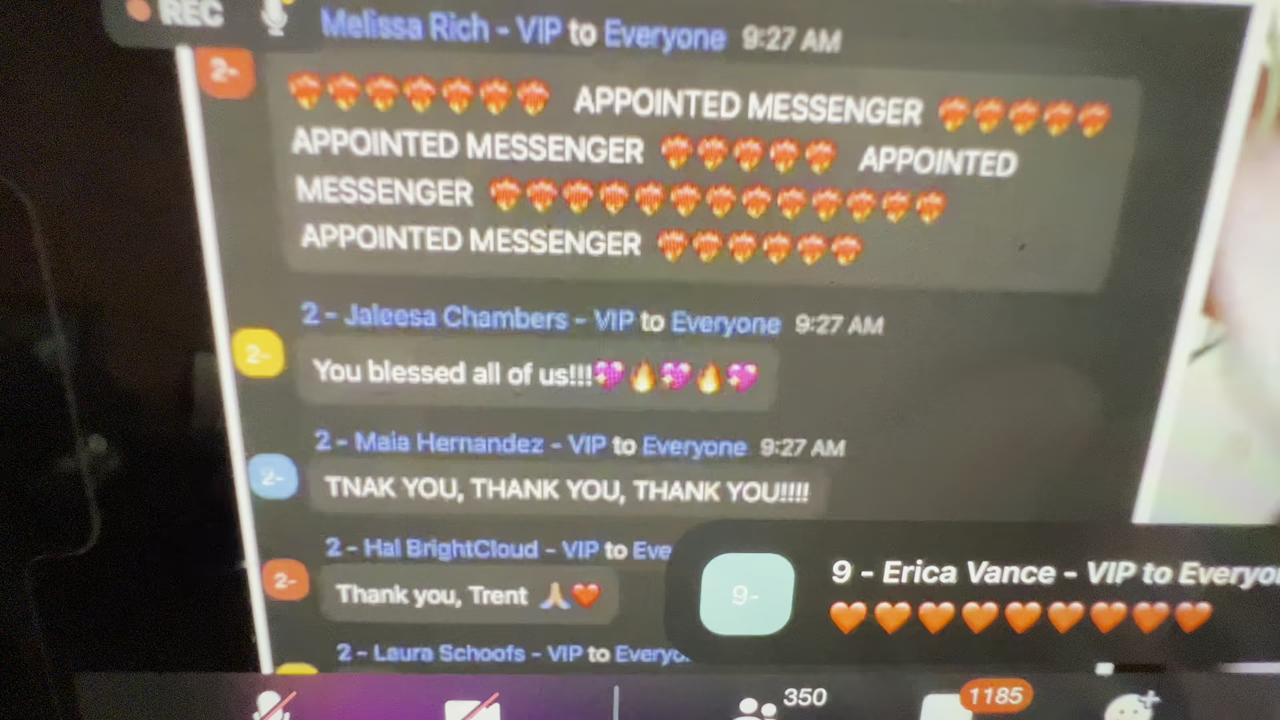 REC
Melissa Rich - VIP to Everyone 9:27 AM
2-
❤️‍🔥❤️‍🔥❤️‍🔥❤️‍🔥❤️‍🔥❤️‍🔥❤️‍🔥 APPOINTED MESSENGER ❤️‍🔥❤️‍🔥❤️‍🔥❤️‍🔥❤️‍🔥
APPOINTED MESSENGER ❤️‍🔥❤️‍🔥❤️‍🔥❤️‍🔥❤️‍🔥 APPOINTED
MESSENGER ❤️‍🔥❤️‍🔥❤️‍🔥❤️‍🔥❤️‍🔥❤️‍🔥❤️‍🔥❤️‍🔥❤️‍🔥❤️‍🔥❤️‍🔥❤️‍🔥❤️‍🔥
APPOINTED MESSENGER ❤️‍🔥❤️‍🔥❤️‍🔥❤️‍🔥❤️‍🔥❤️‍🔥
2 - Jaleesa Chambers - VIP to Everyone 9:27 AM
2-
You blessed all of us!!!💖🔥💖🔥💖
2 - Maia Hernandez - VIP to Everyone 9:27 AM
2-
TNAK YOU, THANK YOU, THANK YOU!!!!
2 - Hal BrightCloud - VIP to Eve
2-
Thank you, Trent 🙏🏼❤️
9-
9 - Erica Vance - VIP to Everyo
🧡🧡🧡🧡🧡🧡🧡🧡🧡
2 - Laura Schoofs - VIP to Everyo
350
1185